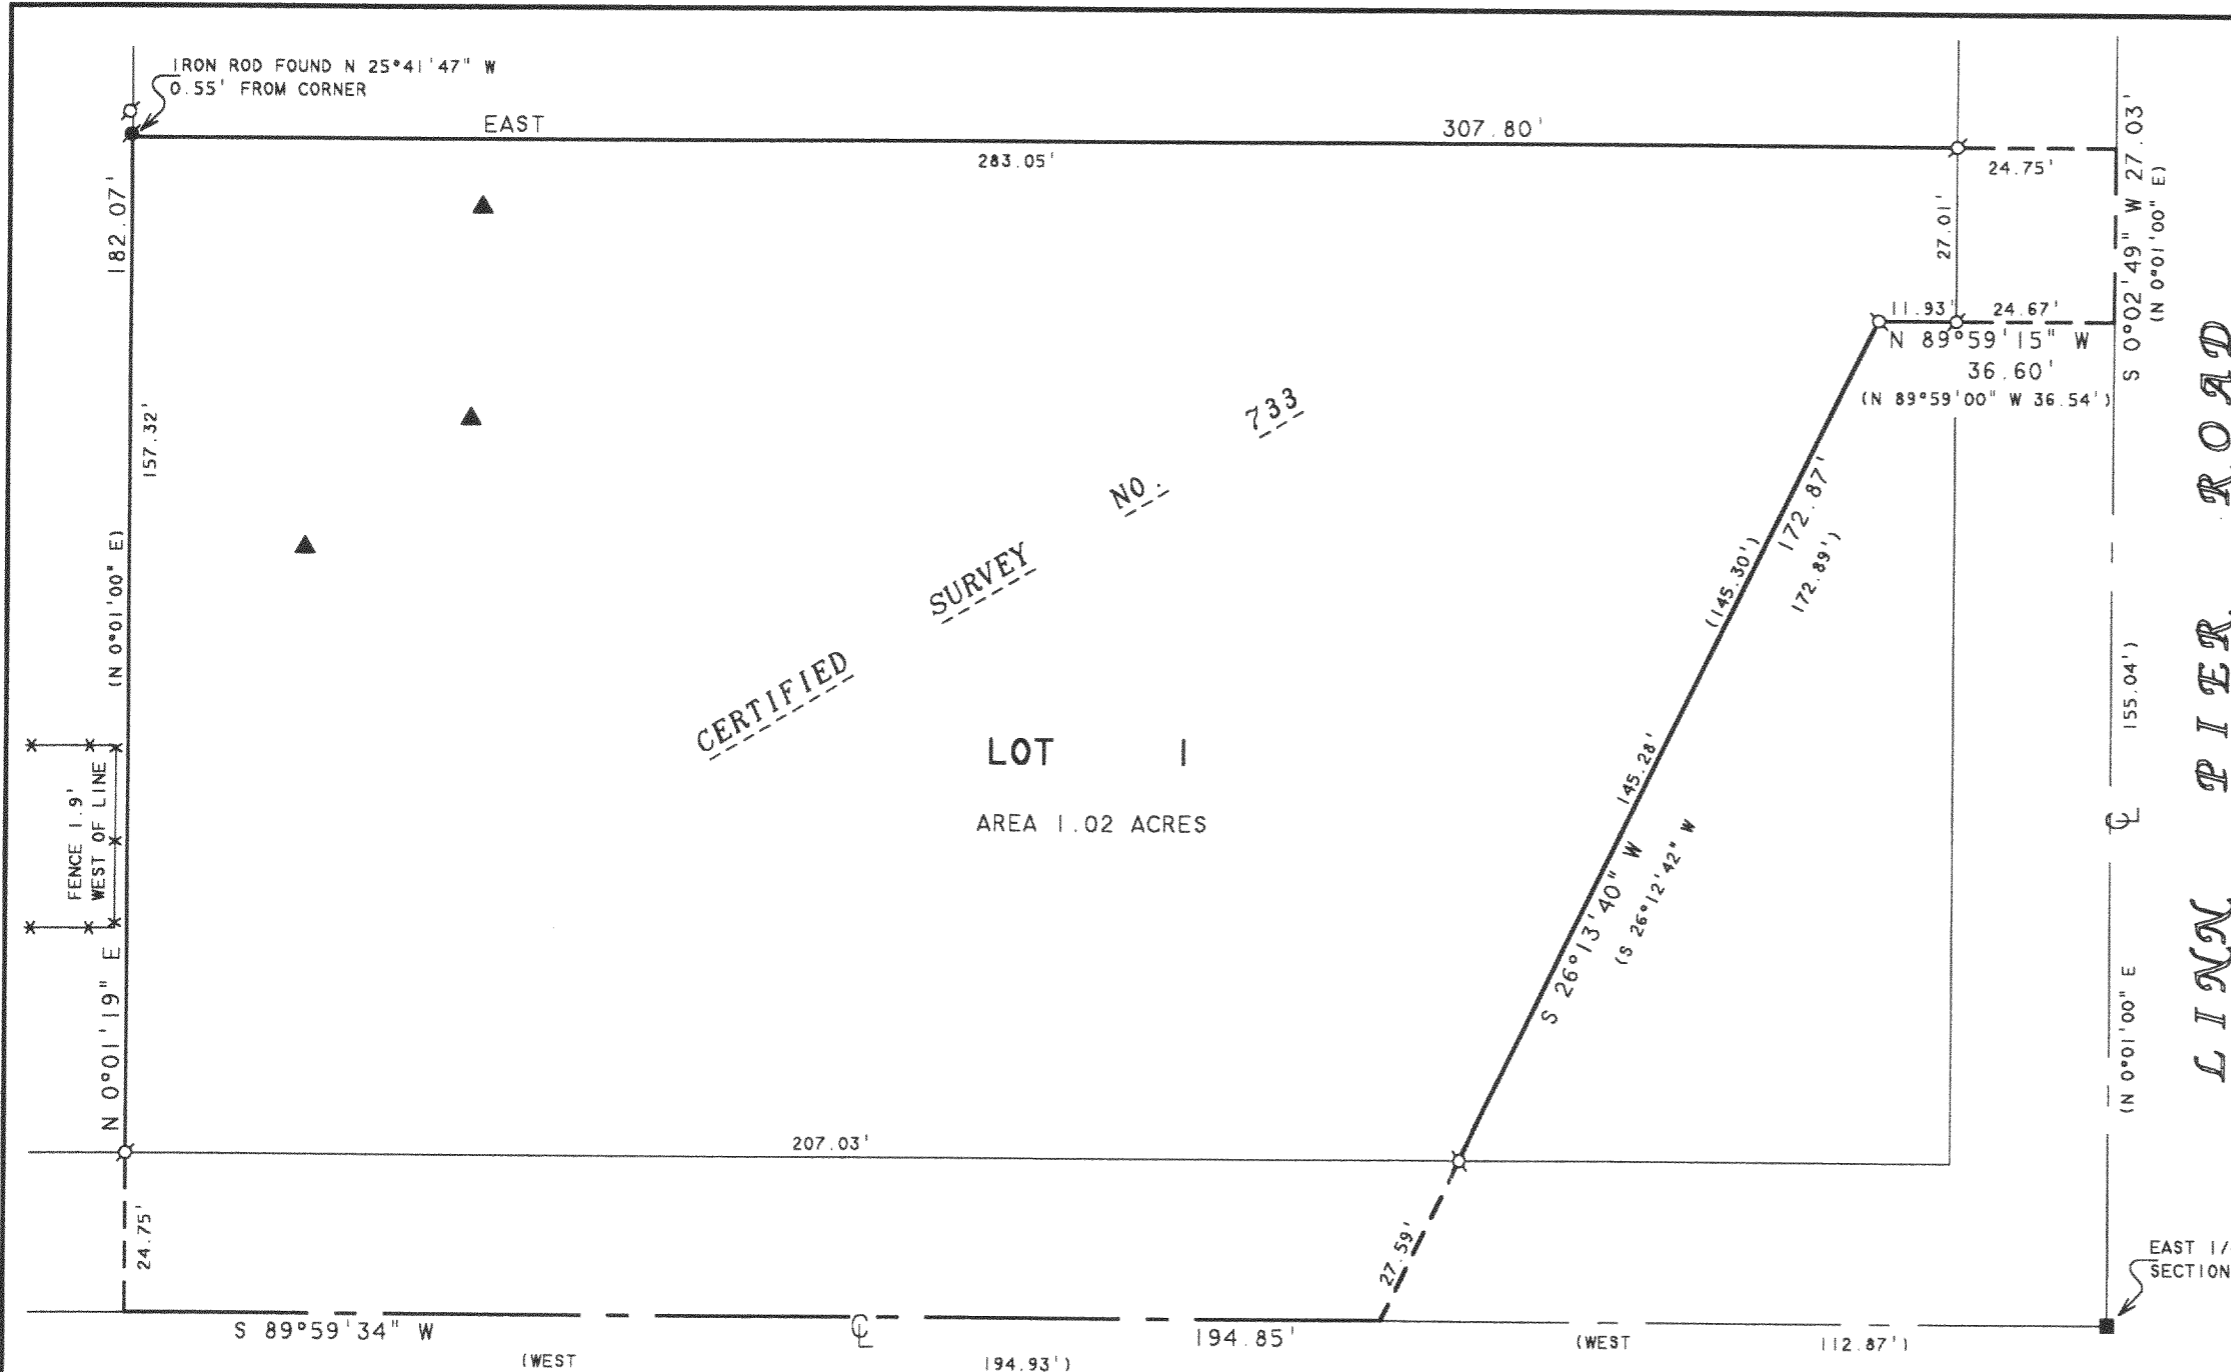 IRON ROD FOUND N 25°41'47" W
0.55' FROM CORNER
EAST
307.80'
283.05'
24.75'
S 0°02'49" W 27.03'
(N 0°01'00" E)
27.01'
182.07'
11.93'
24.67'
N 89°59'15" W
36.60'
(N 89°59'00" W 36.54')
157.32'
(N 0°01'00" E)
N 0°01'19" E
CERTIFIED SURVEY NO. 733
172.87'
(145.30')
172.89')
145.28'
S 26°13'40" W
(S 26°12'42" W
155.04')
(N 0°01'00" E
LINN PIER ROAD
LOT 1
AREA 1.02 ACRES
FENCE 1.9'
WEST OF LINE
207.03'
24.75'
27.59'
EAST 1/
SECTION
S 89°59'34" W
194.85'
(WEST
194.93')
(WEST
112.87')